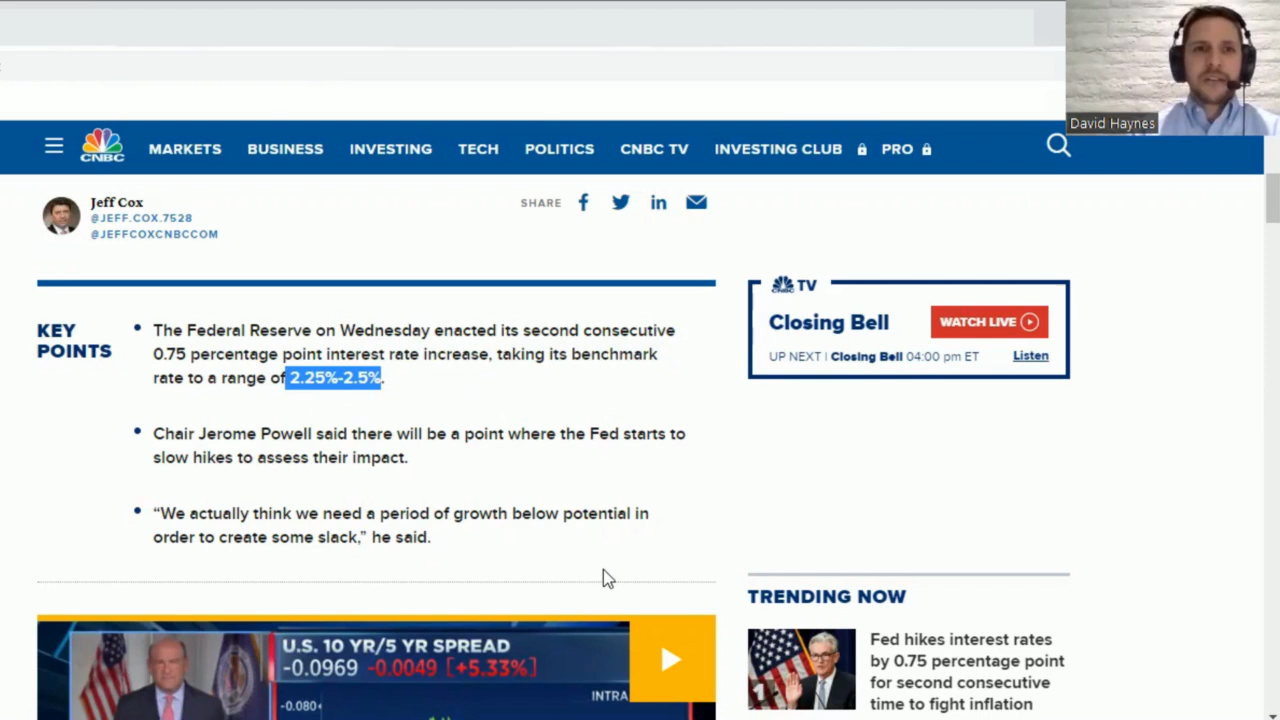 David Haynes
CNBC
MARKETS BUSINESS INVESTING TECH POLITICS CNBC TV INVESTING CLUB PRO
Jeff Cox
@JEFF.COX.7528
@JEFFCOXCNBCCOM
SHARE
KEY
POINTS
• The Federal Reserve on Wednesday enacted its second consecutive
0.75 percentage point interest rate increase, taking its benchmark
rate to a range of 2.25%-2.5%.
• Chair Jerome Powell said there will be a point where the Fed starts to
slow hikes to assess their impact.
• “We actually think we need a period of growth below potential in
order to create some slack,” he said.
TV
Closing Bell
WATCH LIVE
UP NEXT | Closing Bell 04:00 pm ET Listen
U.S. 10 YR/5 YR SPREAD
-0.0969 -0.0049 [+5.33%]
INTRA
-0.080
TRENDING NOW
1
Fed hikes interest rates
by 0.75 percentage point
for second consecutive
time to fight inflation